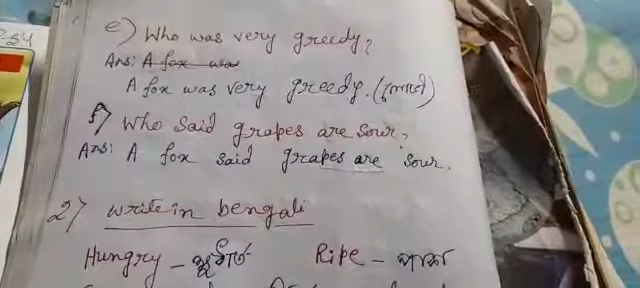 e) Who was very greedy?
Ans: A fox wa
A fox was very greedy. (লোভী)
f) Who said grapes are sour?
Ans: A fox said grapes are sour.
2) write in bengali
Hungry - ক্ষুধার্ত Ripe - পাকা